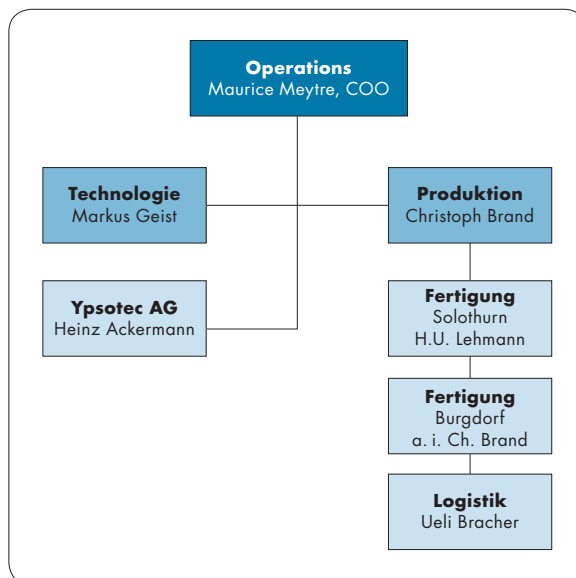 Operations
Maurice Meytre, COO
Technologie
Markus Geist
Produktion
Christoph Brand
Ypsotec AG
Heinz Ackermann
Fertigung
Solothurn
H.U. Lehmann
Fertigung
Burgdorf
a. i. Ch. Brand
Logistik
Ueli Bracher